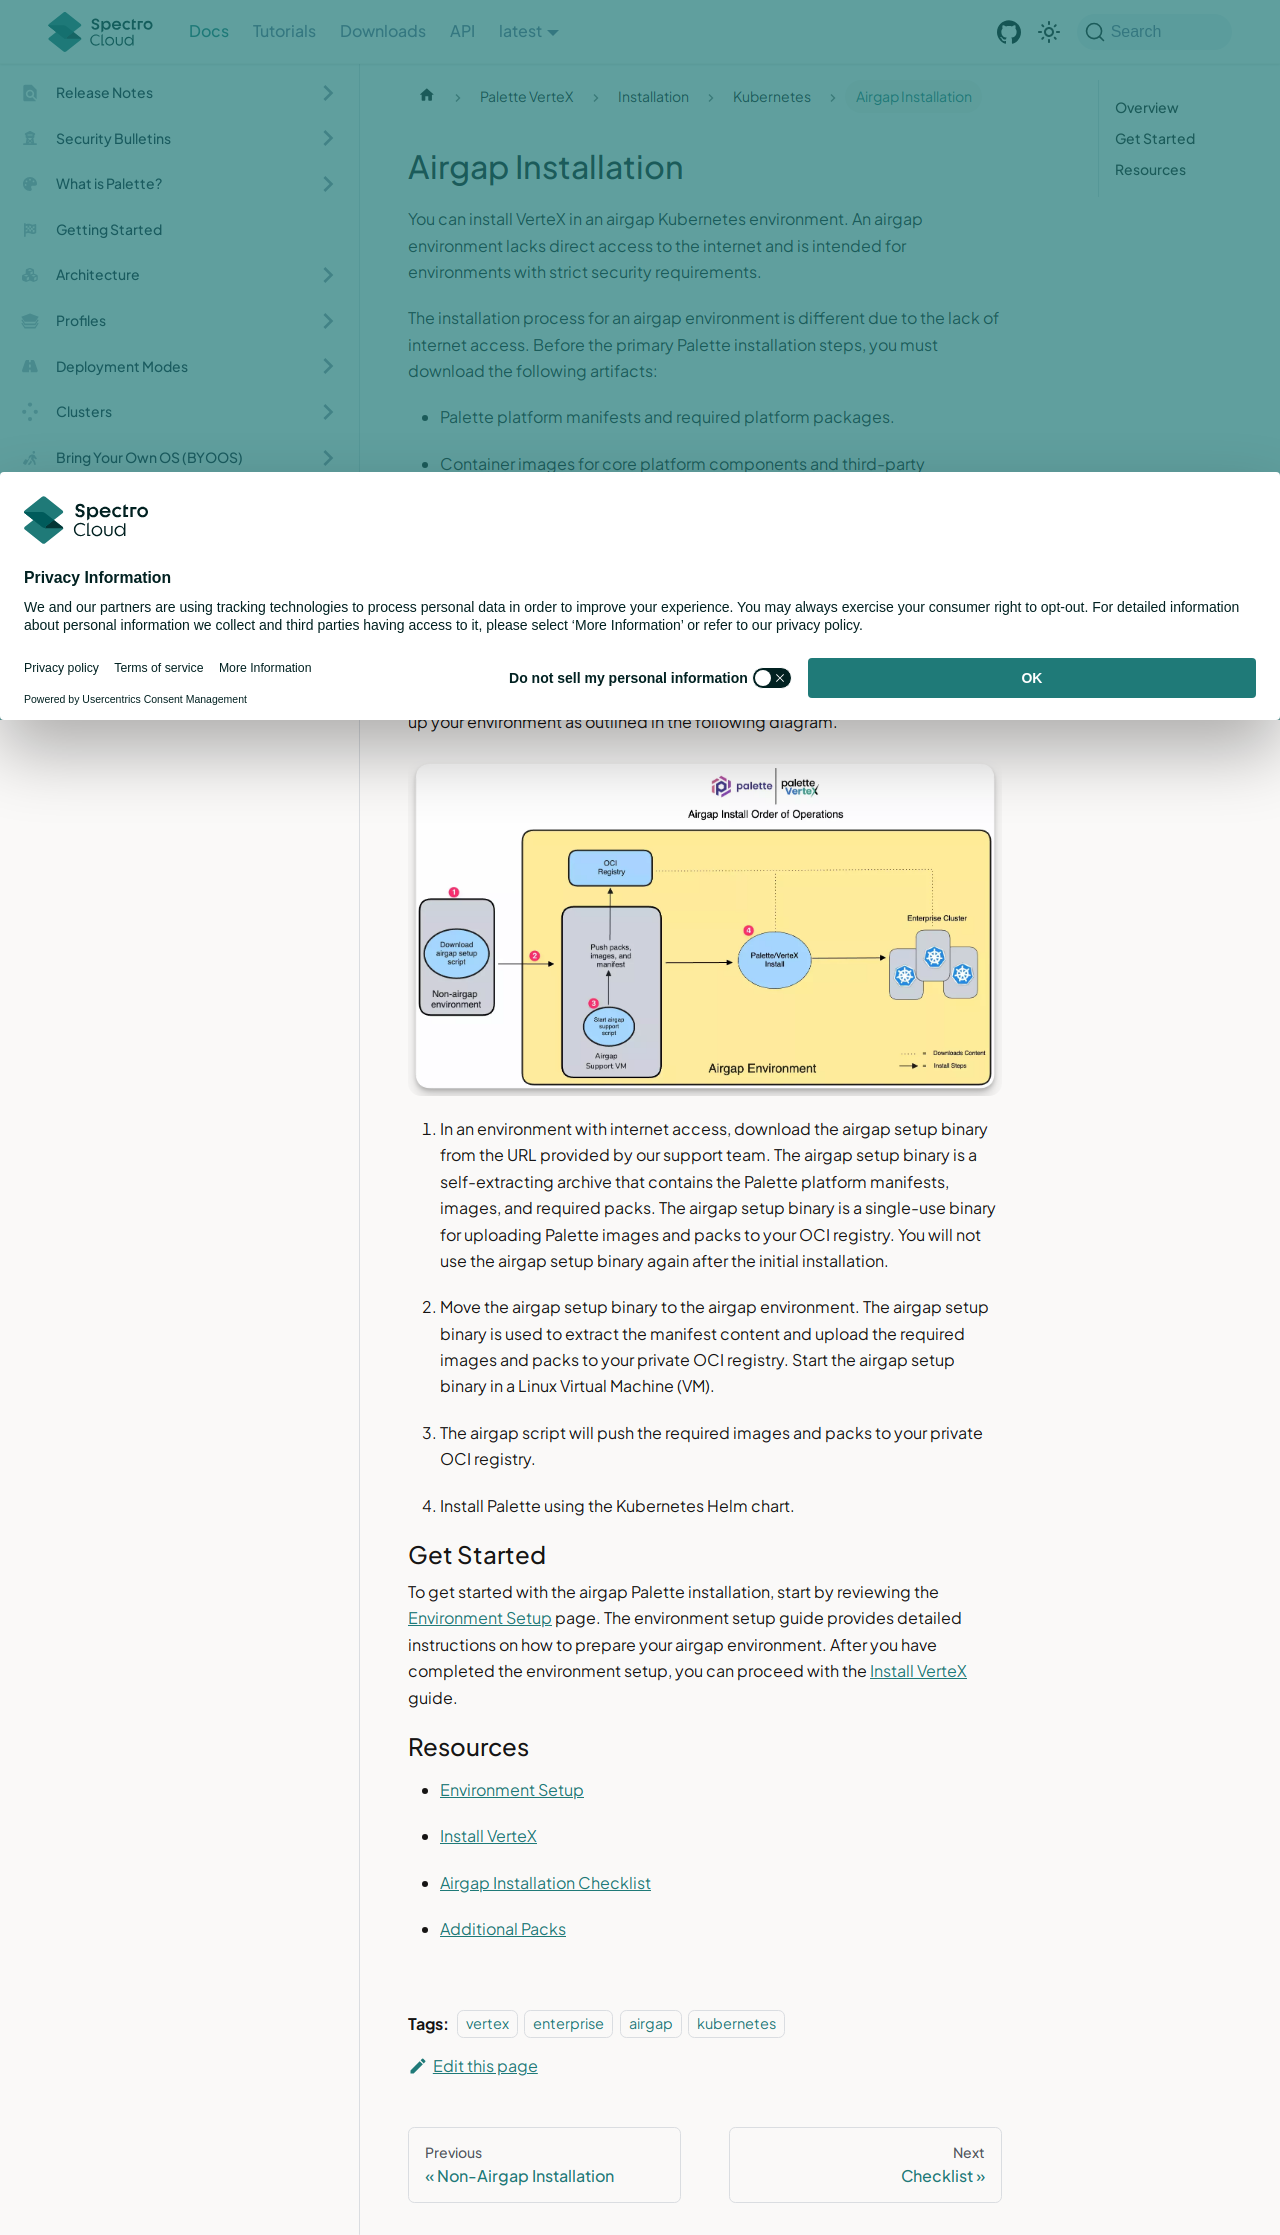 Spectro
Cloud
Docs
Tutorials
Downloads
API
latest
Search
Release Notes
Security Bulletins
What is Palette?
Getting Started
Architecture
Profiles
Deployment Modes
Clusters
Bring Your Own OS (BYOOS)
Palette VerteX
Installation
Kubernetes
Airgap Installation
Overview
Get Started
Resources
Airgap Installation
You can install VerteX in an airgap Kubernetes environment. An airgap
environment lacks direct access to the internet and is intended for
environments with strict security requirements.
The installation process for an airgap environment is different due to the lack of
internet access. Before the primary Palette installation steps, you must
download the following artifacts:
Palette platform manifests and required platform packages.
Container images for core platform components and third-party
Spectro
Cloud
Privacy Information
We and our partners are using tracking technologies to process personal data in order to improve your experience. You may always exercise your consumer right to opt-out. For detailed information
about personal information we collect and third parties having access to it, please select ‘More Information’ or refer to our privacy policy.
Privacy policy
Terms of service
More Information
Do not sell my personal information
OK
Powered by Usercentrics Consent Management
up your environment as outlined in the following diagram.
palette
palette
VerteX
Airgap Install Order of Operations
OCI
Registry
1
Download
airgap setup
script
Non-airgap
environment
2
Push packs,
images, and
manifest
3
Start airgap
support
script
Airgap
Support VM
4
Palette/VerteX
Install
Enterprise Cluster
Airgap Environment
= Downloads Content
= Install Steps
1. In an environment with internet access, download the airgap setup binary
from the URL provided by our support team. The airgap setup binary is a
self-extracting archive that contains the Palette platform manifests,
images, and required packs. The airgap setup binary is a single-use binary
for uploading Palette images and packs to your OCI registry. You will not
use the airgap setup binary again after the initial installation.
2. Move the airgap setup binary to the airgap environment. The airgap setup
binary is used to extract the manifest content and upload the required
images and packs to your private OCI registry. Start the airgap setup
binary in a Linux Virtual Machine (VM).
3. The airgap script will push the required images and packs to your private
OCI registry.
4. Install Palette using the Kubernetes Helm chart.
Get Started
To get started with the airgap Palette installation, start by reviewing the
Environment Setup page. The environment setup guide provides detailed
instructions on how to prepare your airgap environment. After you have
completed the environment setup, you can proceed with the Install VerteX
guide.
Resources
Environment Setup
Install VerteX
Airgap Installation Checklist
Additional Packs
Tags: vertex enterprise airgap kubernetes
Edit this page
Previous
« Non-Airgap Installation
Next
Checklist »